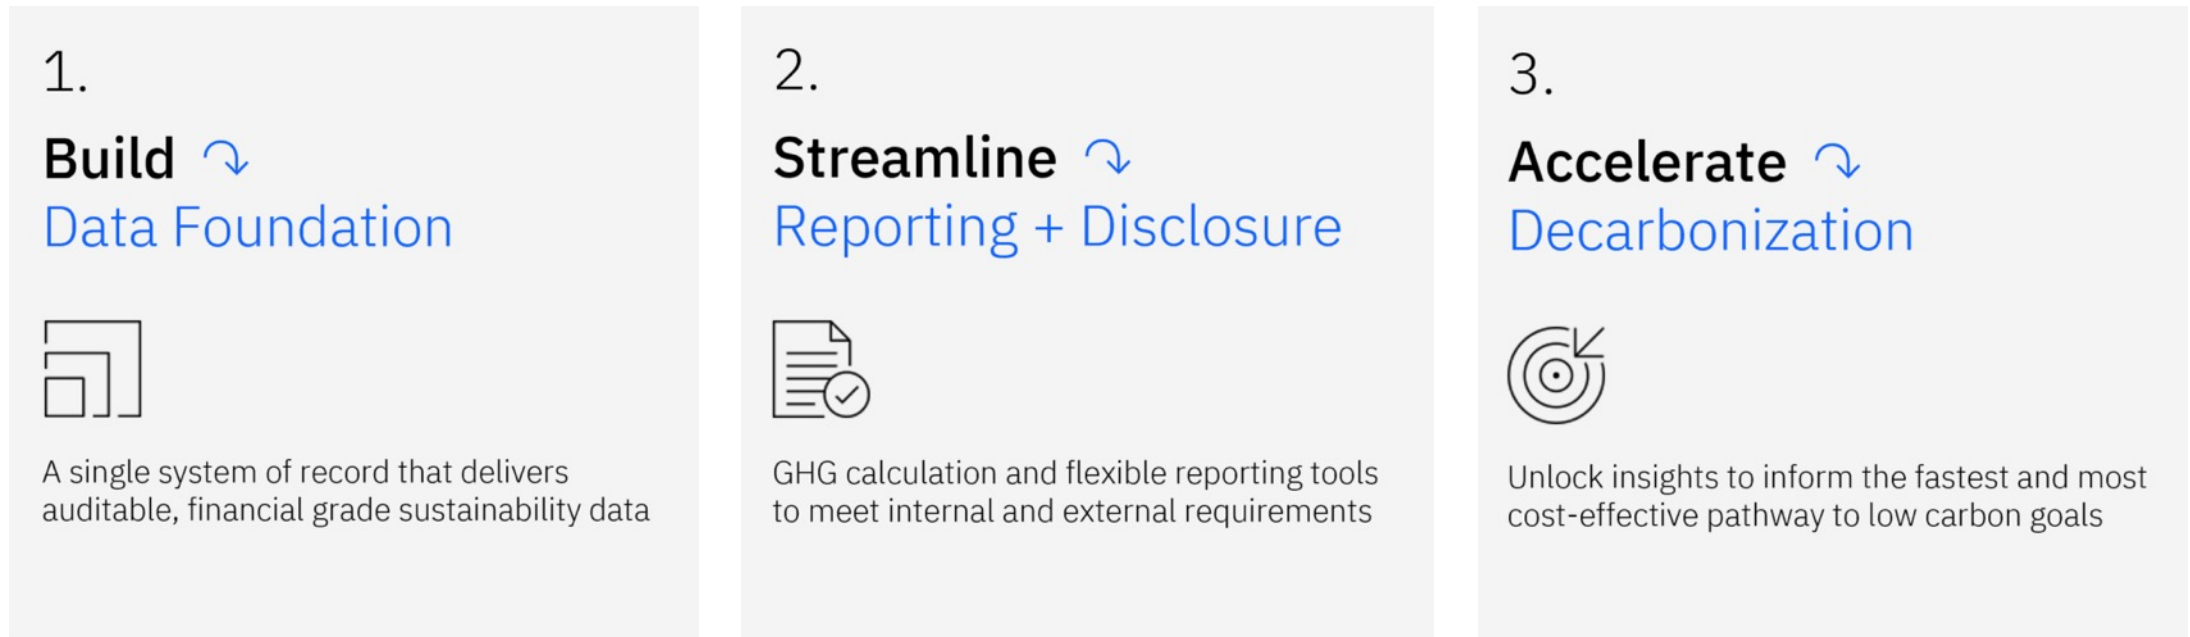 1.
Build
Data Foundation
A single system of record that delivers
auditable, financial grade sustainability data
2.
Streamline
Reporting + Disclosure
GHG calculation and flexible reporting tools
to meet internal and external requirements
3.
Accelerate
Decarbonization
Unlock insights to inform the fastest and most
cost-effective pathway to low carbon goals